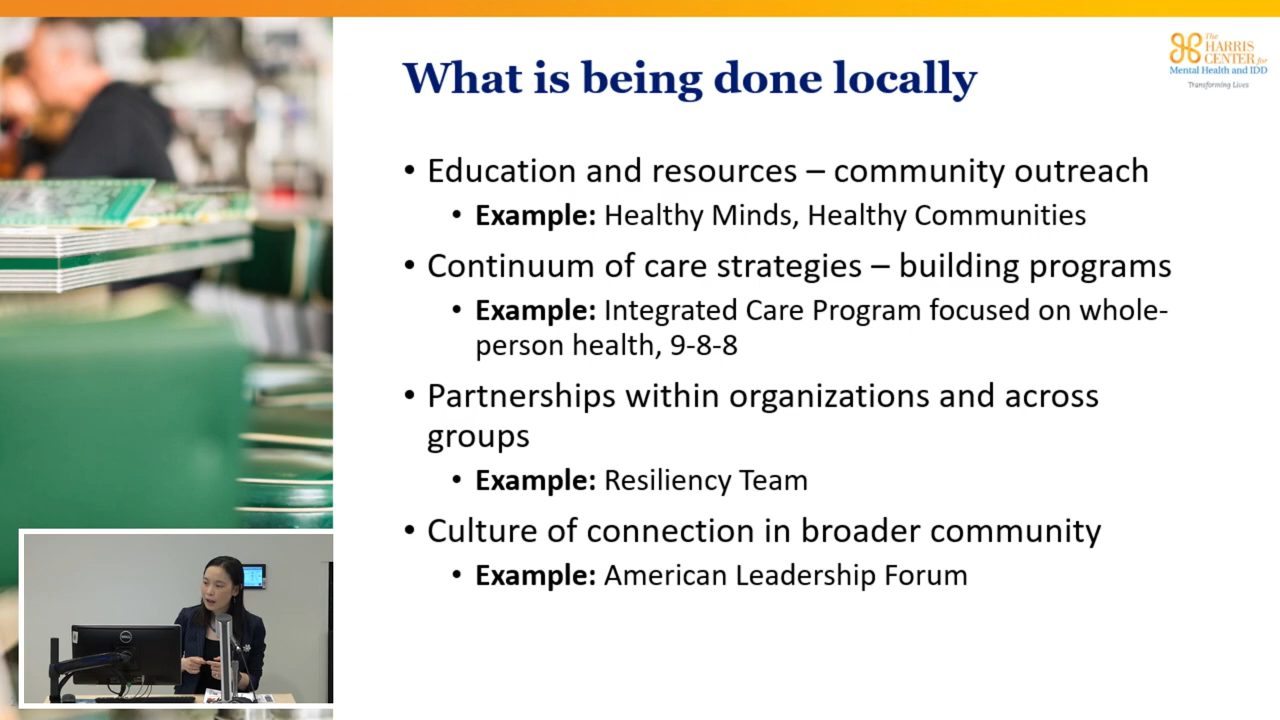 What is being done locally
The
HARRIS
CENTER for
Mental Health and IDD
Transforming Lives
• Education and resources – community outreach
• Example: Healthy Minds, Healthy Communities
• Continuum of care strategies – building programs
• Example: Integrated Care Program focused on whole-
person health, 9-8-8
• Partnerships within organizations and across
groups
• Example: Resiliency Team
• Culture of connection in broader community
• Example: American Leadership Forum
DELL